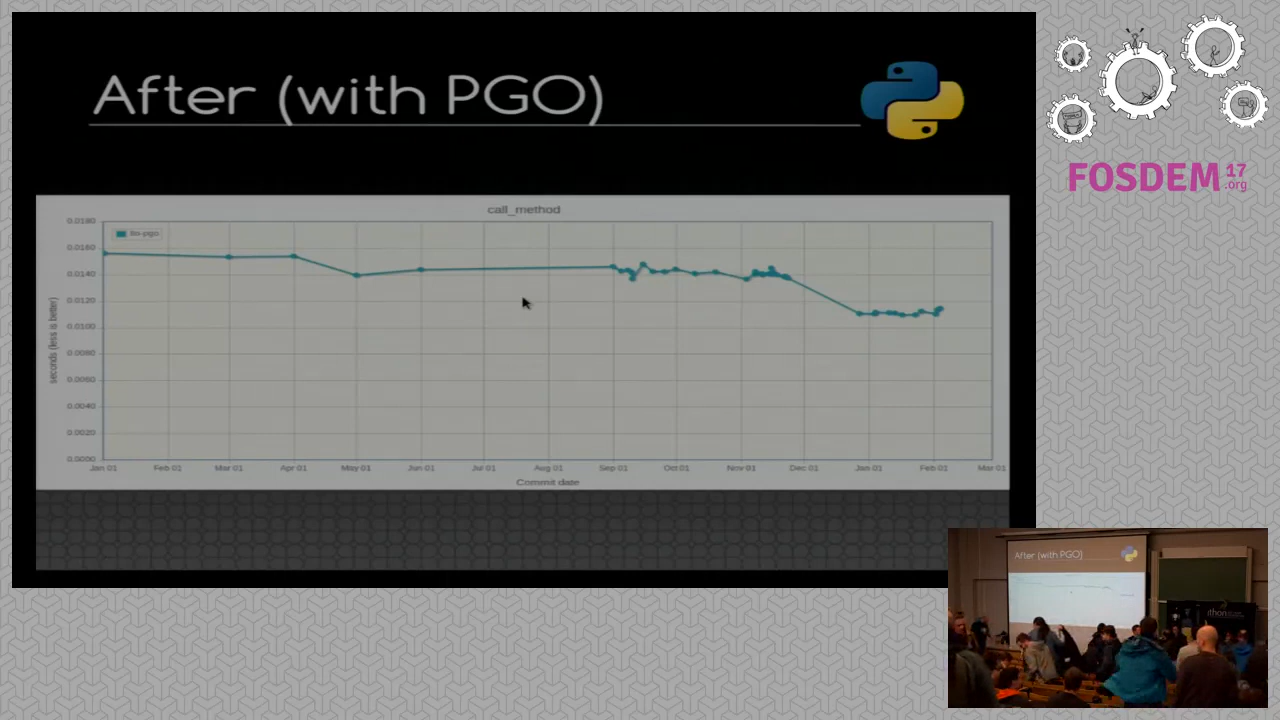 After (with PGO)
FOSDEM 17
.org
call_method
0.0180
lto-pgo
0.0160
0.0140
0.0120
0.0100
0.0080
0.0060
0.0040
0.0020
0.0000
seconds (less is better)
Jan 01 Feb 01 Mar 01 Apr 01 May 01 Jun 01 Jul 01 Aug 01 Sep 01 Oct 01 Nov 01 Dec 01 Jan 01 Feb 01 Mar 01
Commit date
After (with PGO)
thon